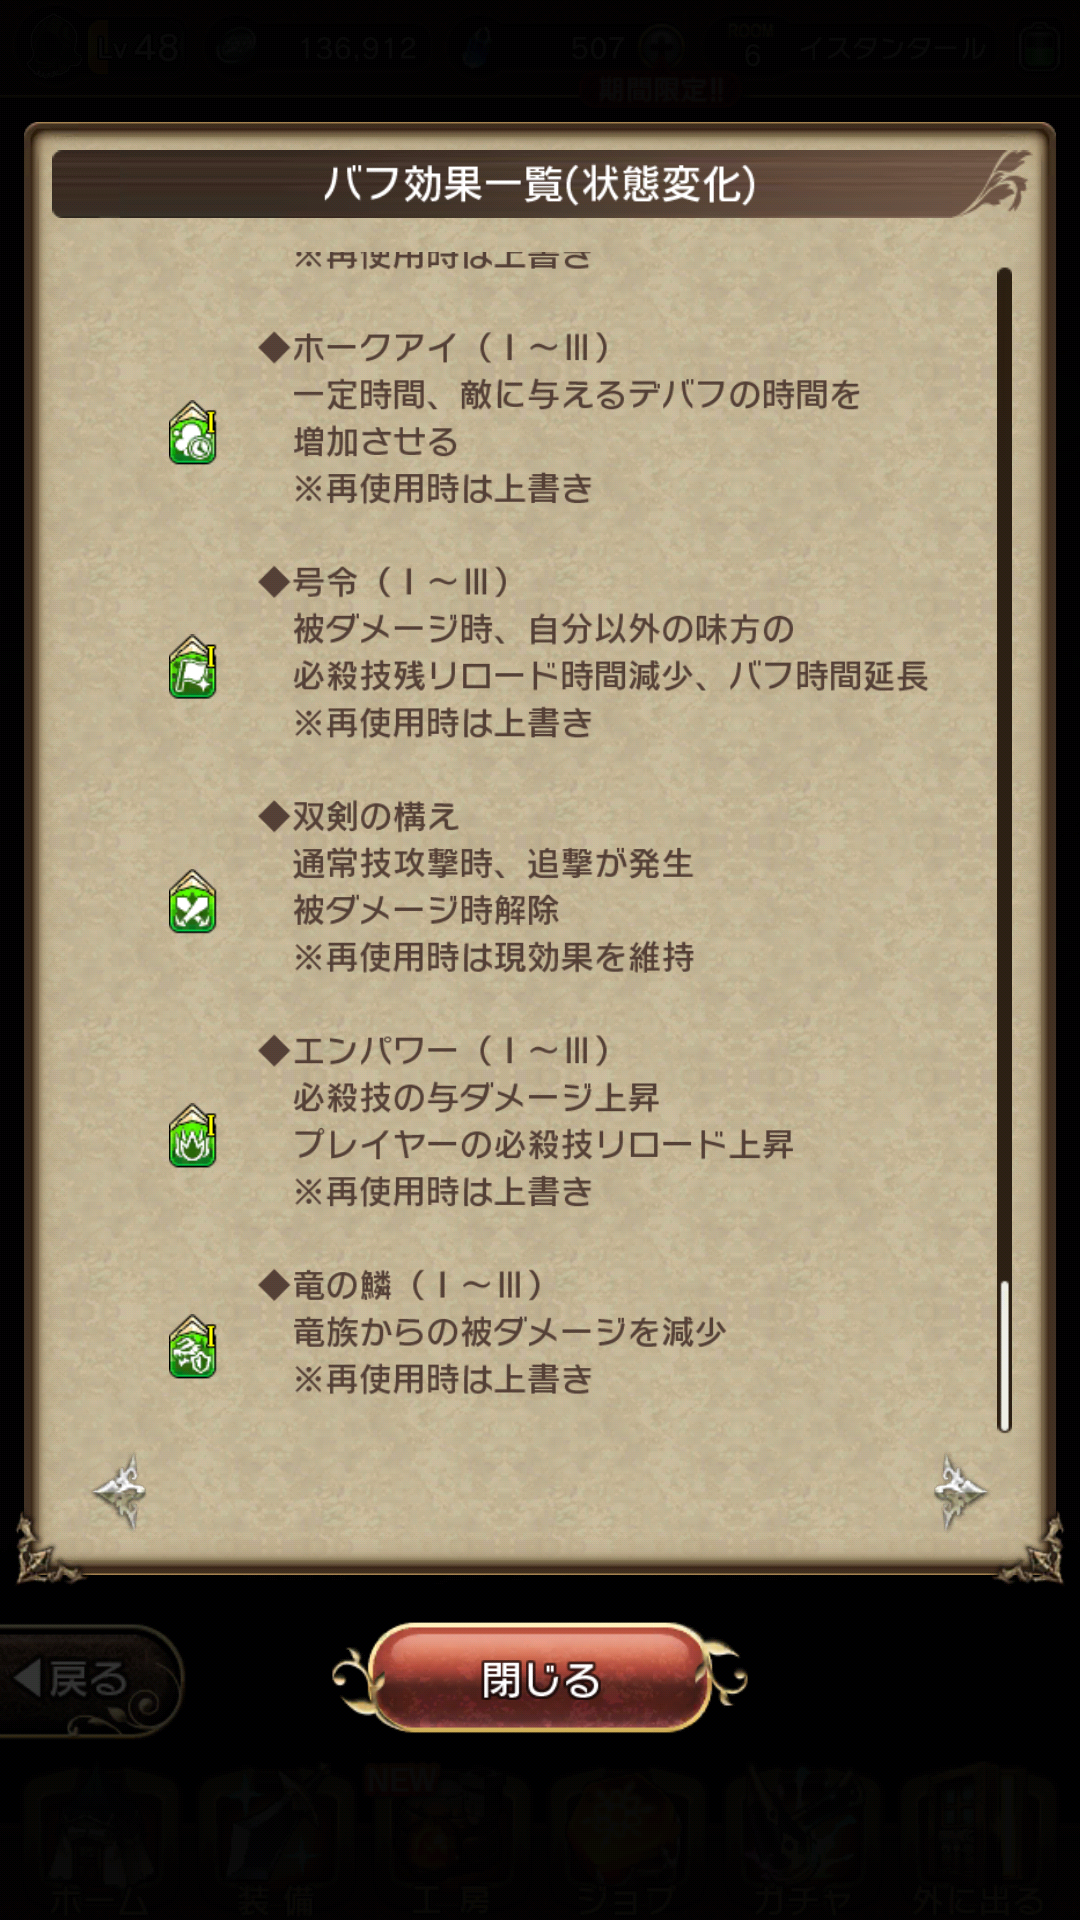 Lv 48
136,912
507
ROOM
6
イスタンタール
期間限定!!
バフ効果一覧(状態変化)
※再使用時は上書き
◆ホークアイ（Ⅰ～Ⅲ）
一定時間、敵に与えるデバフの時間を
増加させる
※再使用時は上書き
◆号令（Ⅰ～Ⅲ）
被ダメージ時、自分以外の味方の
必殺技残リロード時間減少、バフ時間延長
※再使用時は上書き
◆双剣の構え
通常技攻撃時、追撃が発生
被ダメージ時解除
※再使用時は現効果を維持
◆エンパワー（Ⅰ～Ⅲ）
必殺技の与ダメージ上昇
プレイヤーの必殺技リロード上昇
※再使用時は上書き
◆竜の鱗（Ⅰ～Ⅲ）
竜族からの被ダメージを減少
※再使用時は上書き
戻る
閉じる
NEW
ホーム
装備
工房
ジョブ
ガチャ
外に出る